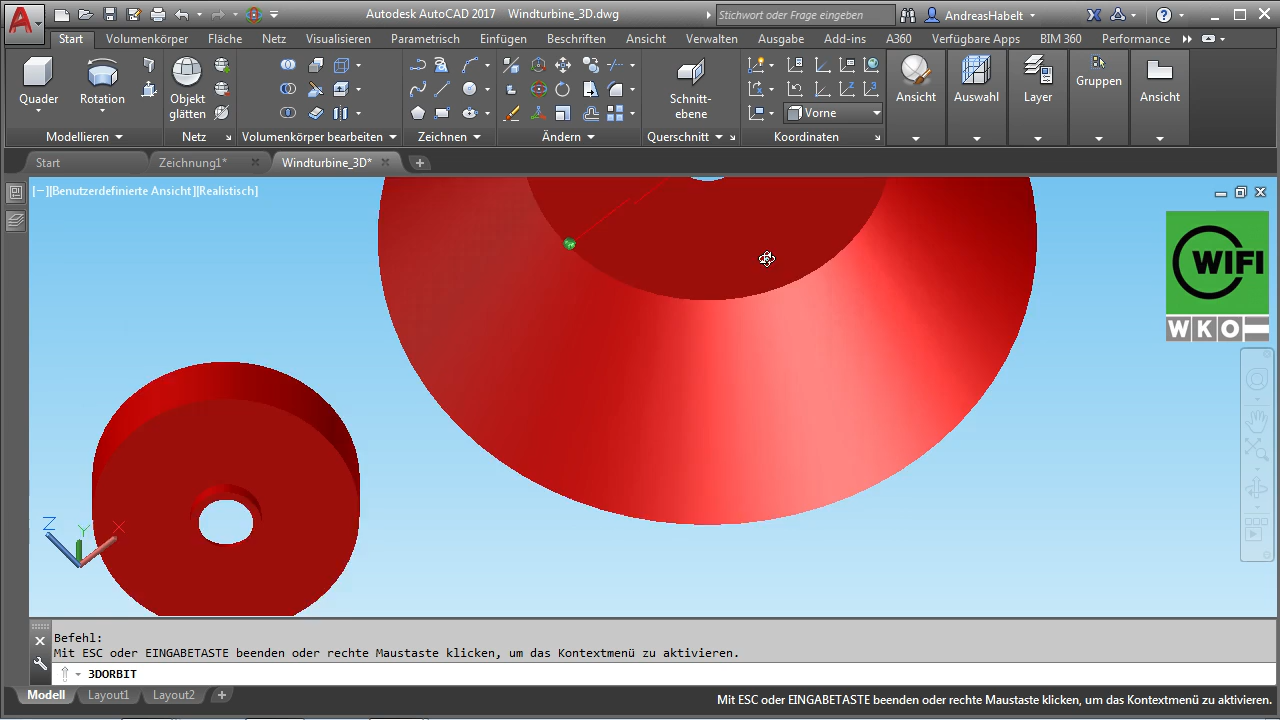 Autodesk AutoCAD 2017 Windturbine_3D.dwg
Stichwort oder Frage eingeben
AndreasHabelt
Start Volumenkörper Fläche Netz Visualisieren Parametrisch Einfügen Beschriften Ansicht Verwalten Ausgabe Add-ins A360 Verfügbare Apps BIM 360 Performance
Quader Rotation Objekt glätten Schnitt-ebene Vorne Ansicht Auswahl Layer Gruppen Ansicht
Modellieren Netz Volumenkörper bearbeiten Zeichnen Ändern Querschnitt Koordinaten
Start Zeichnung1* Windturbine_3D*
[−][Benutzerdefinierte Ansicht][Realistisch]
WIFI
WKO
Z Y X
Befehl:
Mit ESC oder EINGABETASTE beenden oder rechte Maustaste klicken, um das Kontextmenü zu aktivieren.
3DORBIT
Modell Layout1 Layout2
Mit ESC oder EINGABETASTE beenden oder rechte Maustaste klicken, um das Kontextmenü zu aktivieren.